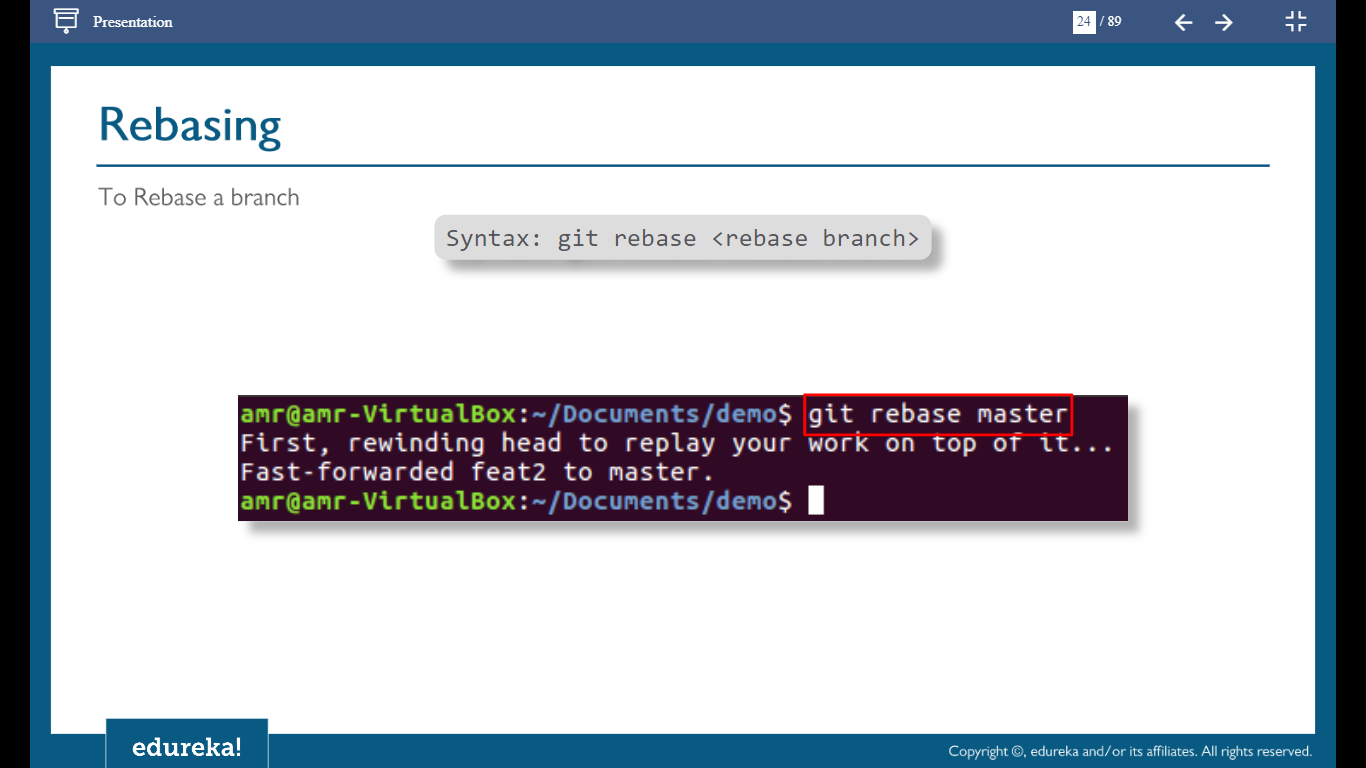 Presentation
24 / 89
Rebasing
To Rebase a branch
Syntax: git rebase <rebase branch>
amr@amr-VirtualBox:~/Documents/demo$ git rebase master
First, rewinding head to replay your work on top of it...
Fast-forwarded feat2 to master.
amr@amr-VirtualBox:~/Documents/demo$
edureka!
Copyright ©, edureka and/or its affiliates. All rights reserved.